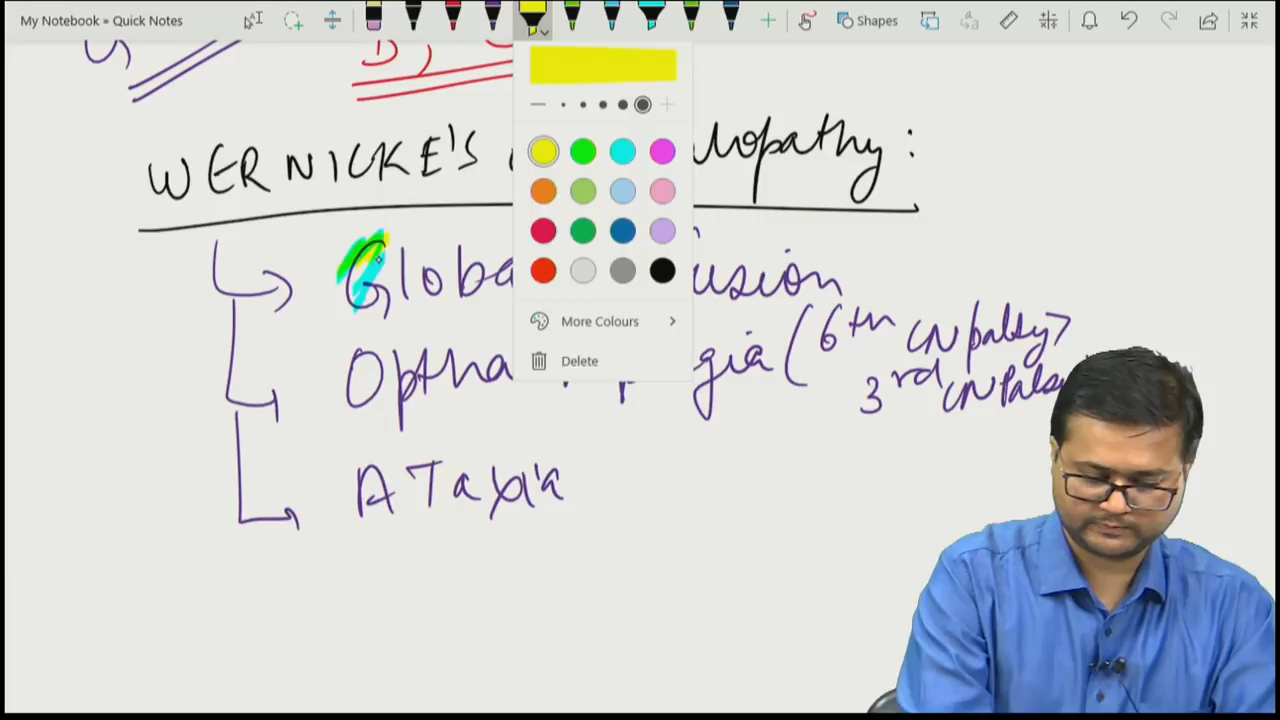 My Notebook » Quick Notes
Shapes
WERNICKE'S lopathy :
Globa usion
Optha gia ( 6th CN palsy >
3rd CN Palsy
ATaxia
More Colours
Delete